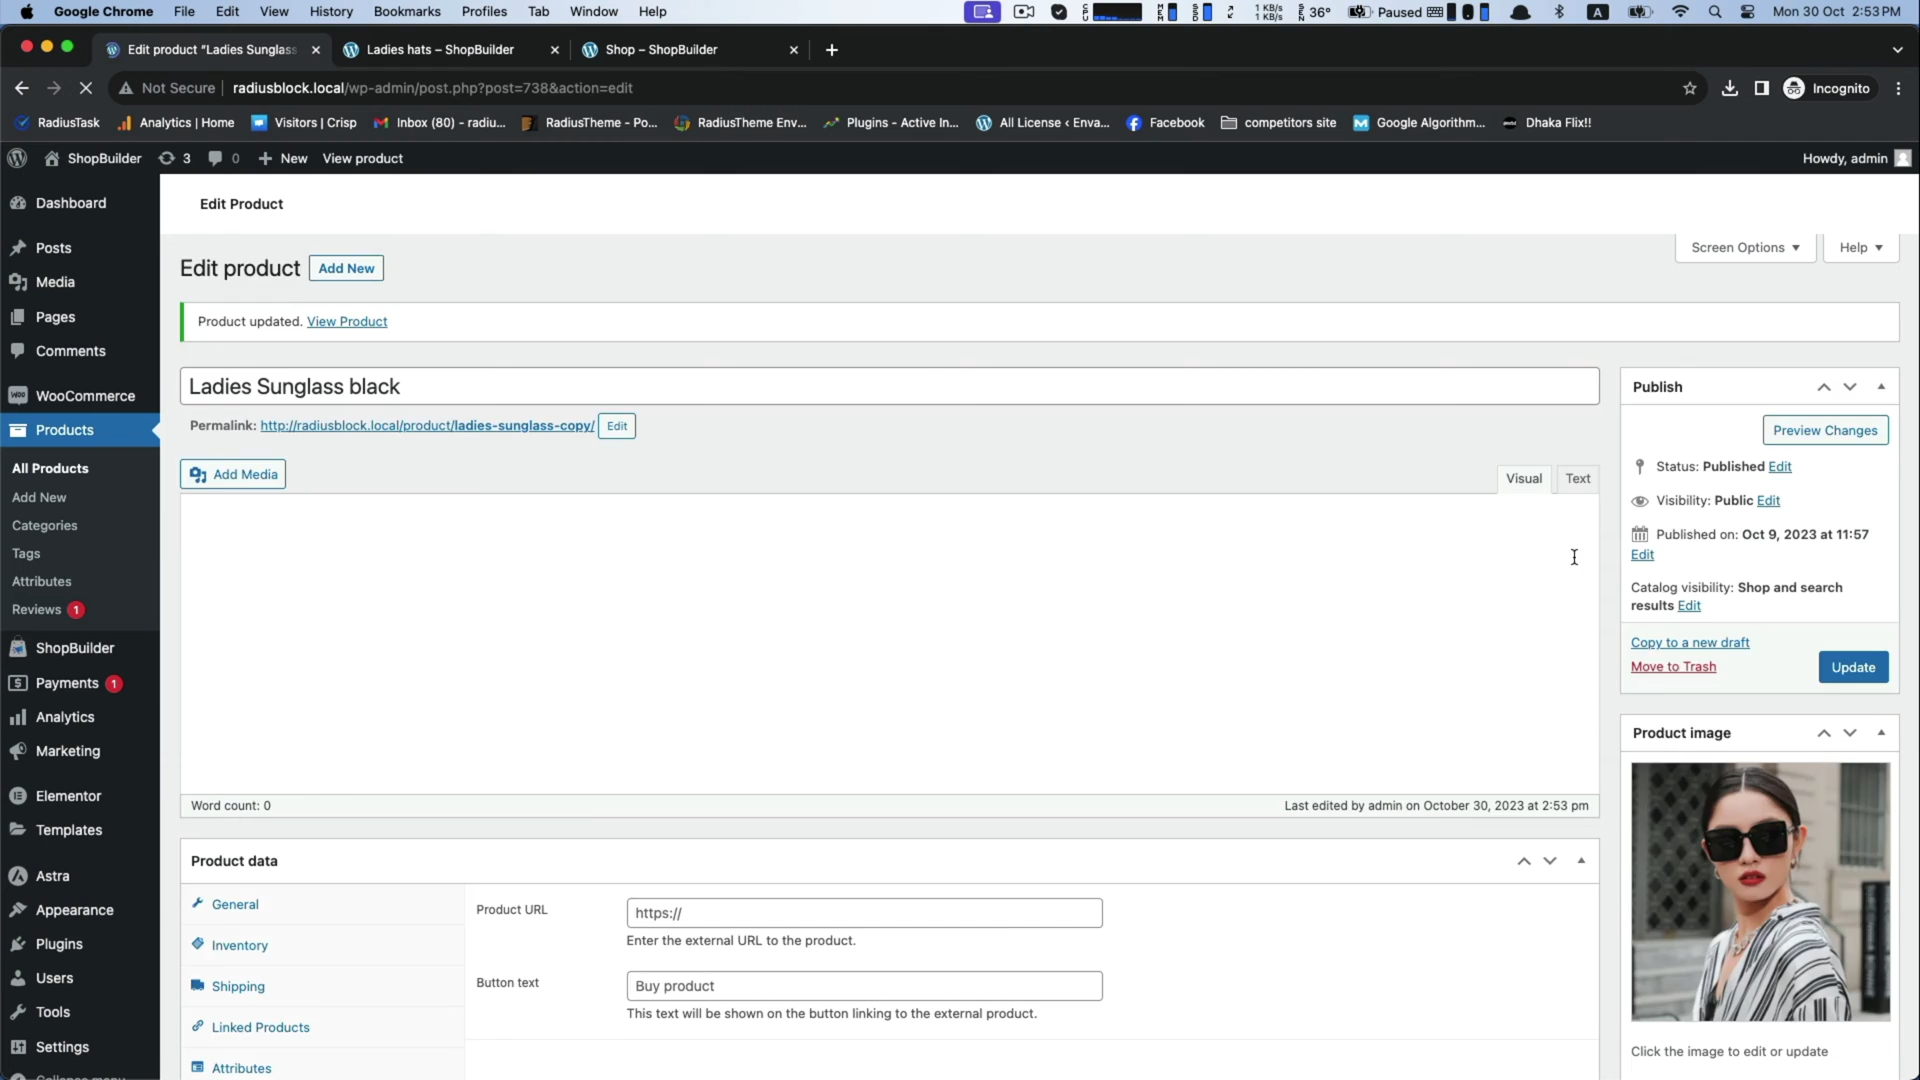 Google Chrome File Edit View History Bookmarks Profiles Tab Window Help 1 KB/s 1 KB/s 36° Paused A Mon 30 Oct 2:53 PM
Edit product "Ladies Sunglass Ladies hats – ShopBuilder Shop – ShopBuilder
Not Secure radiusblock.local/wp-admin/post.php?post=738&action=edit Incognito
RadiusTask Analytics | Home Visitors | Crisp Inbox (80) - radiu... RadiusTheme - Po... RadiusTheme Env... Plugins - Active In... All License ‹ Enva... Facebook competitors site Google Algorithm... Dhaka Flix!!
ShopBuilder 3 0 New View product Howdy, admin
Dashboard
Posts
Media
Pages
Comments
WooCommerce
Products
All Products
Add New
Categories
Tags
Attributes
Reviews 1
ShopBuilder
Payments 1
Analytics
Marketing
Elementor
Templates
Astra
Appearance
Plugins
Users
Tools
Settings
Collapse menu
Edit Product
Screen Options Help
Edit product Add New
Product updated. View Product
Ladies Sunglass black
Permalink: http://radiusblock.local/product/ladies-sunglass-copy/ Edit
Add Media
Visual Text
Word count: 0 Last edited by admin on October 30, 2023 at 2:53 pm
Product data
General
Inventory
Shipping
Linked Products
Attributes
Product URL https://
Enter the external URL to the product.
Button text Buy product
This text will be shown on the button linking to the external product.
Publish
Preview Changes
Status: Published Edit
Visibility: Public Edit
Published on: Oct 9, 2023 at 11:57
Edit
Catalog visibility: Shop and search
results Edit
Copy to a new draft
Move to Trash
Update
Product image
Click the image to edit or update